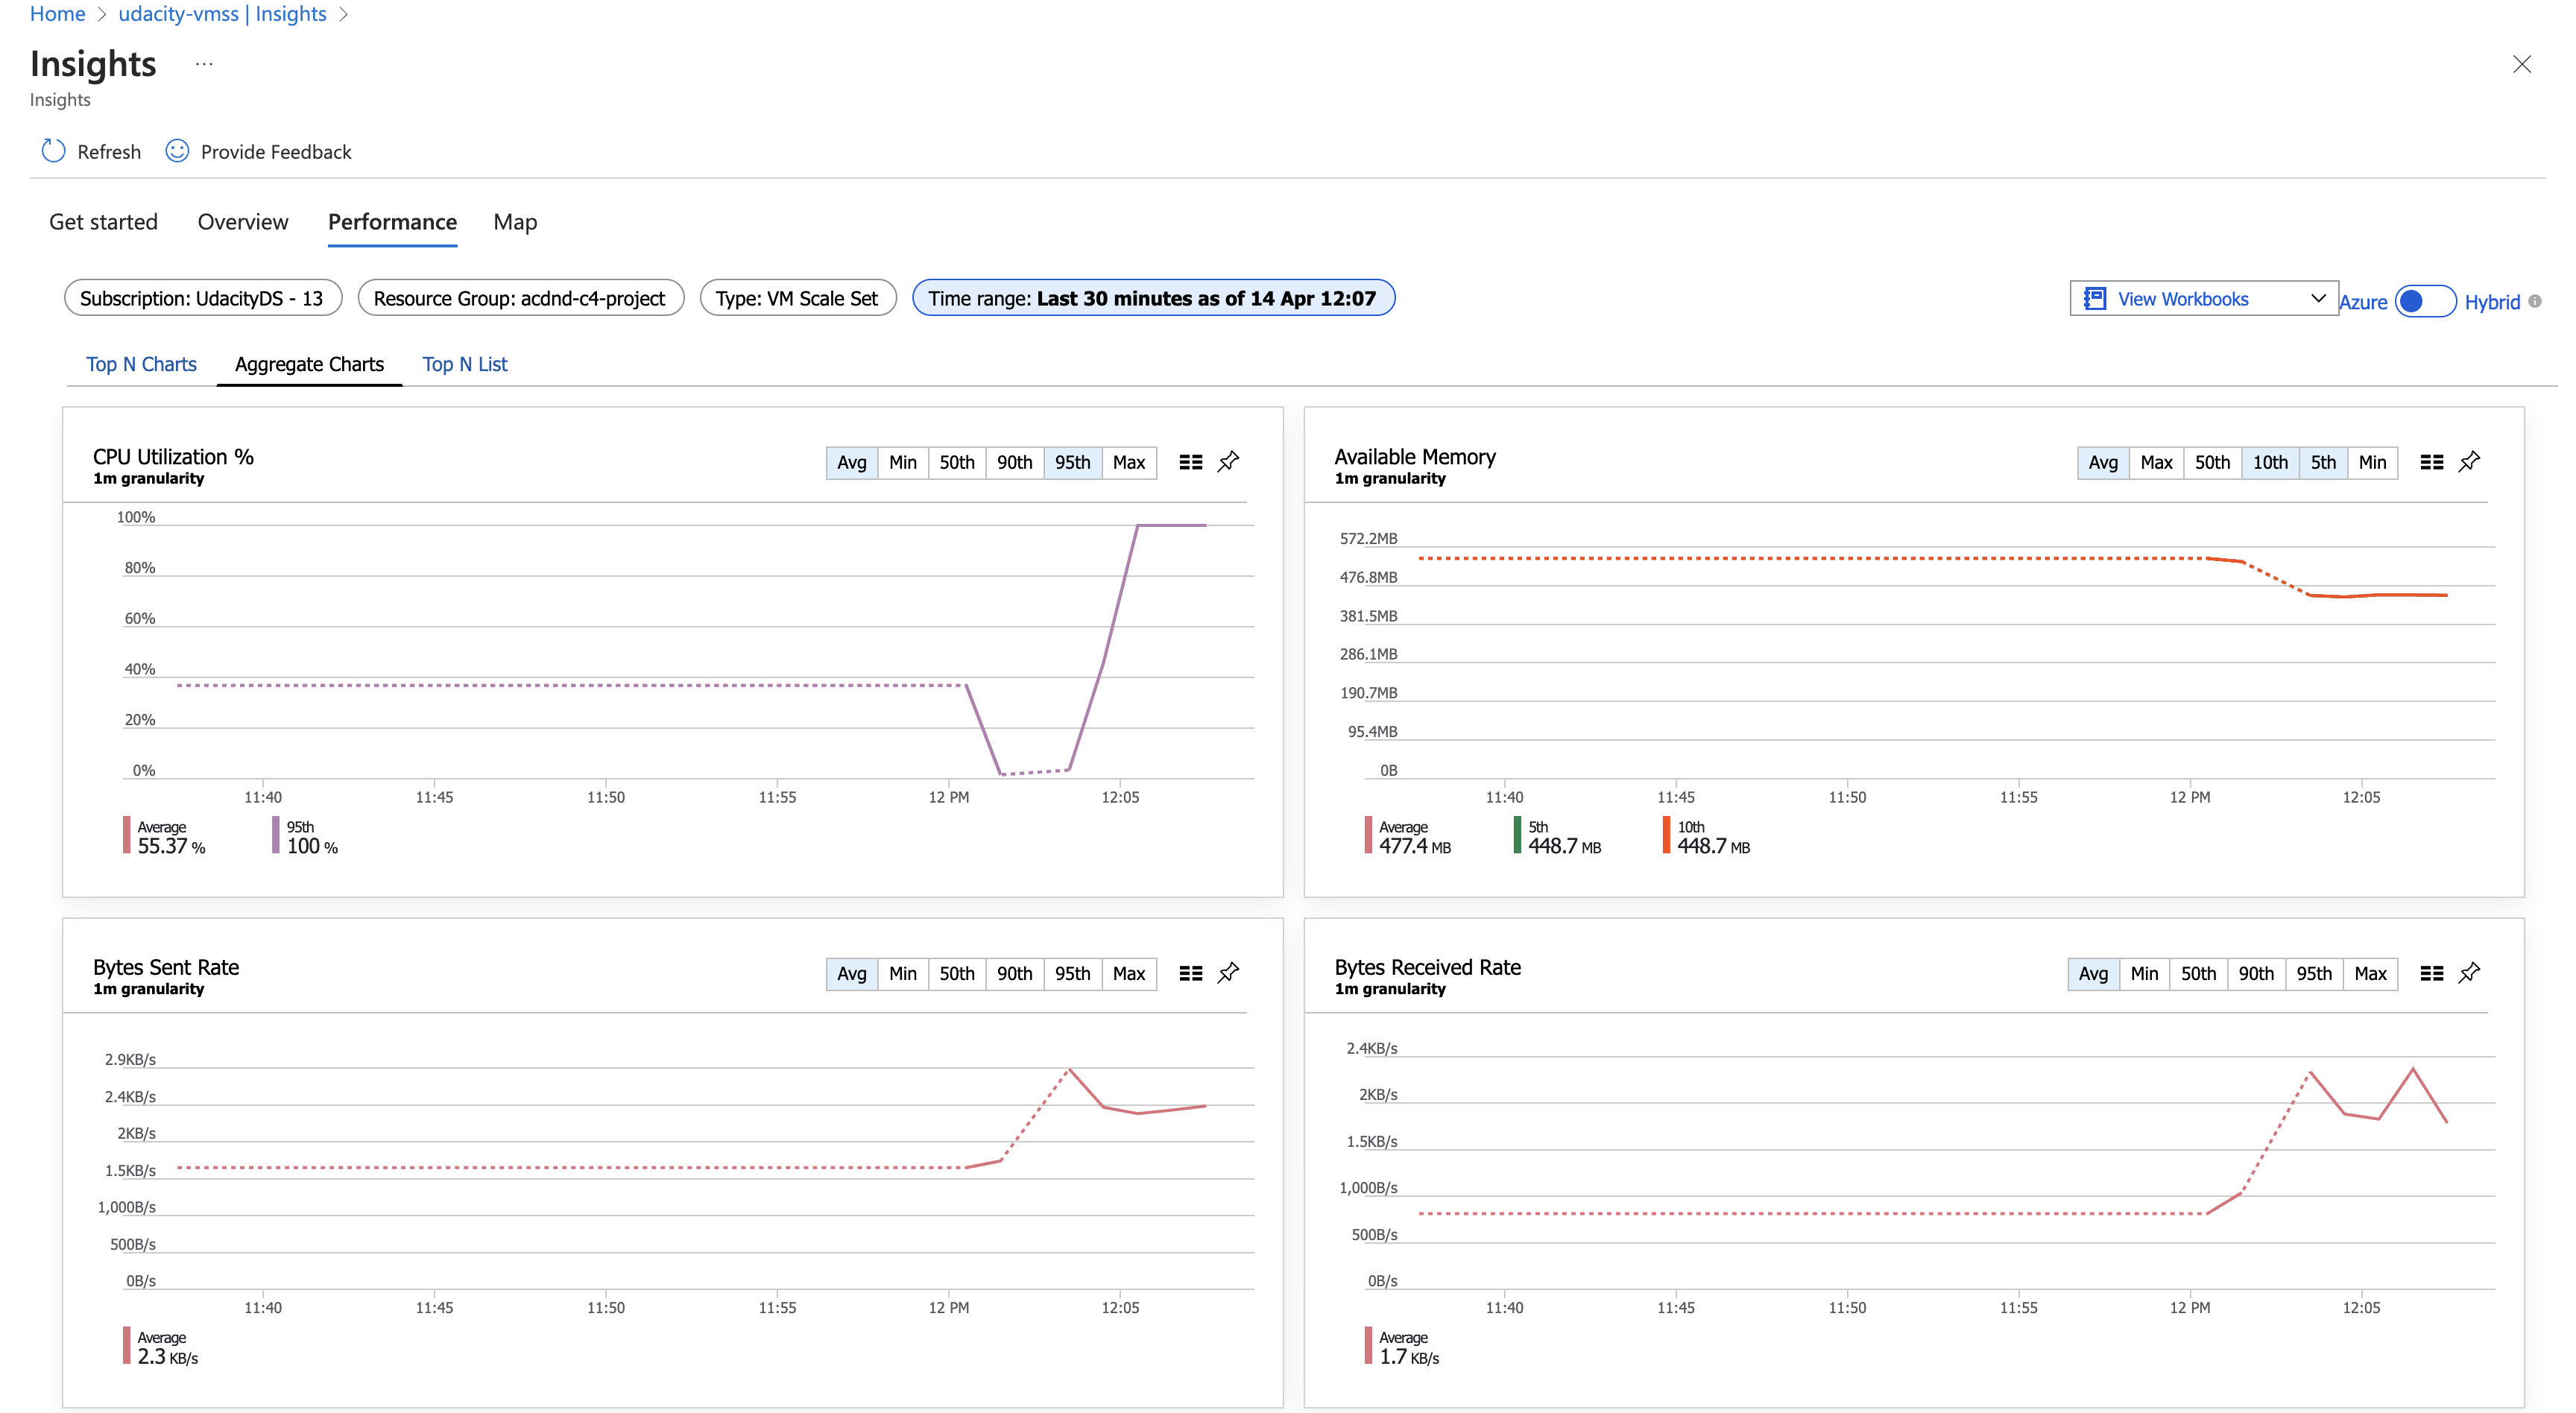 Home > udacity-vmss | Insights >
Insights ...
Insights
Refresh Provide Feedback
Get started Overview Performance Map
Subscription: UdacityDS - 13 Resource Group: acdnd-c4-project Type: VM Scale Set Time range: Last 30 minutes as of 14 Apr 12:07 View Workbooks Azure Hybrid
Top N Charts Aggregate Charts Top N List
CPU Utilization %
1m granularity
Avg Min 50th 90th 95th Max
100%
80%
60%
40%
20%
0%
11:40 11:45 11:50 11:55 12 PM 12:05
Average 95th
55.37 % 100 %
Available Memory
1m granularity
Avg Max 50th 10th 5th Min
572.2MB
476.8MB
381.5MB
286.1MB
190.7MB
95.4MB
0B
11:40 11:45 11:50 11:55 12 PM 12:05
Average 5th 10th
477.4 MB 448.7 MB 448.7 MB
Bytes Sent Rate
1m granularity
Avg Min 50th 90th 95th Max
2.9KB/s
2.4KB/s
2KB/s
1.5KB/s
1,000B/s
500B/s
0B/s
11:40 11:45 11:50 11:55 12 PM 12:05
Average
2.3 KB/s
Bytes Received Rate
1m granularity
Avg Min 50th 90th 95th Max
2.4KB/s
2KB/s
1.5KB/s
1,000B/s
500B/s
0B/s
11:40 11:45 11:50 11:55 12 PM 12:05
Average
1.7 KB/s